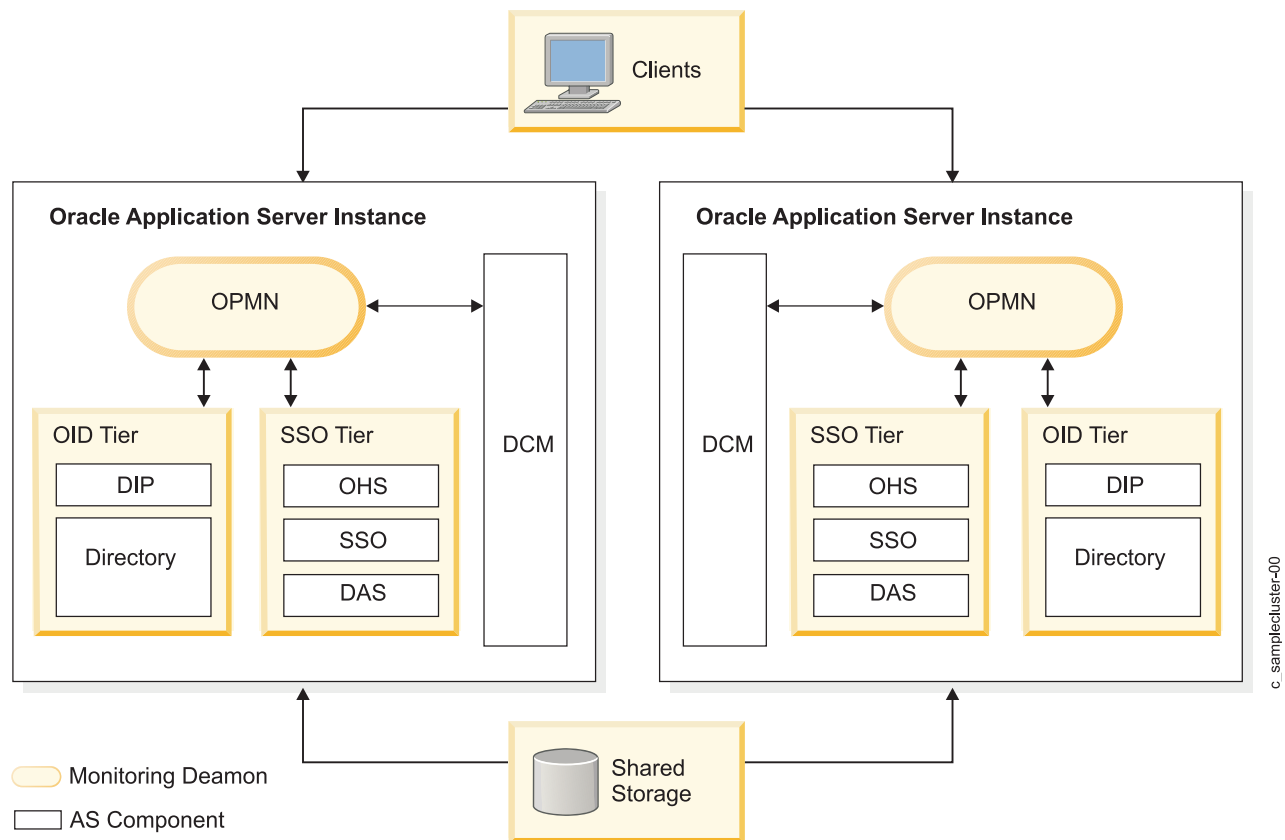 Clients
Oracle Application Server Instance
OPMN
OID Tier
DIP
Directory
SSO Tier
OHS
SSO
DAS
DCM
Oracle Application Server Instance
OPMN
DCM
SSO Tier
OHS
SSO
DAS
OID Tier
DIP
Directory
Shared
Storage
Monitoring Deamon
AS Component
c_samplecluster-00